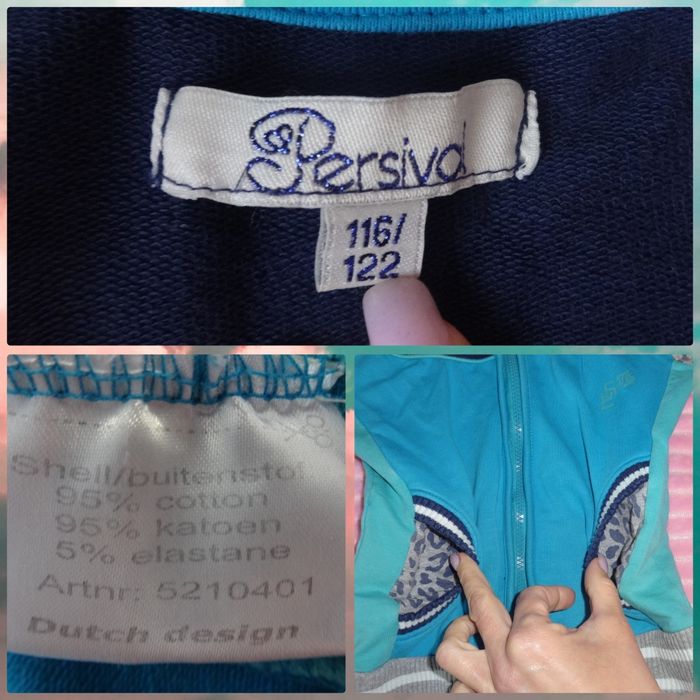 Persival
116/
122
Shell/buitenstof
95% cotton
95% katoen
5% elastane
Artnr: 5210401
Dutch design